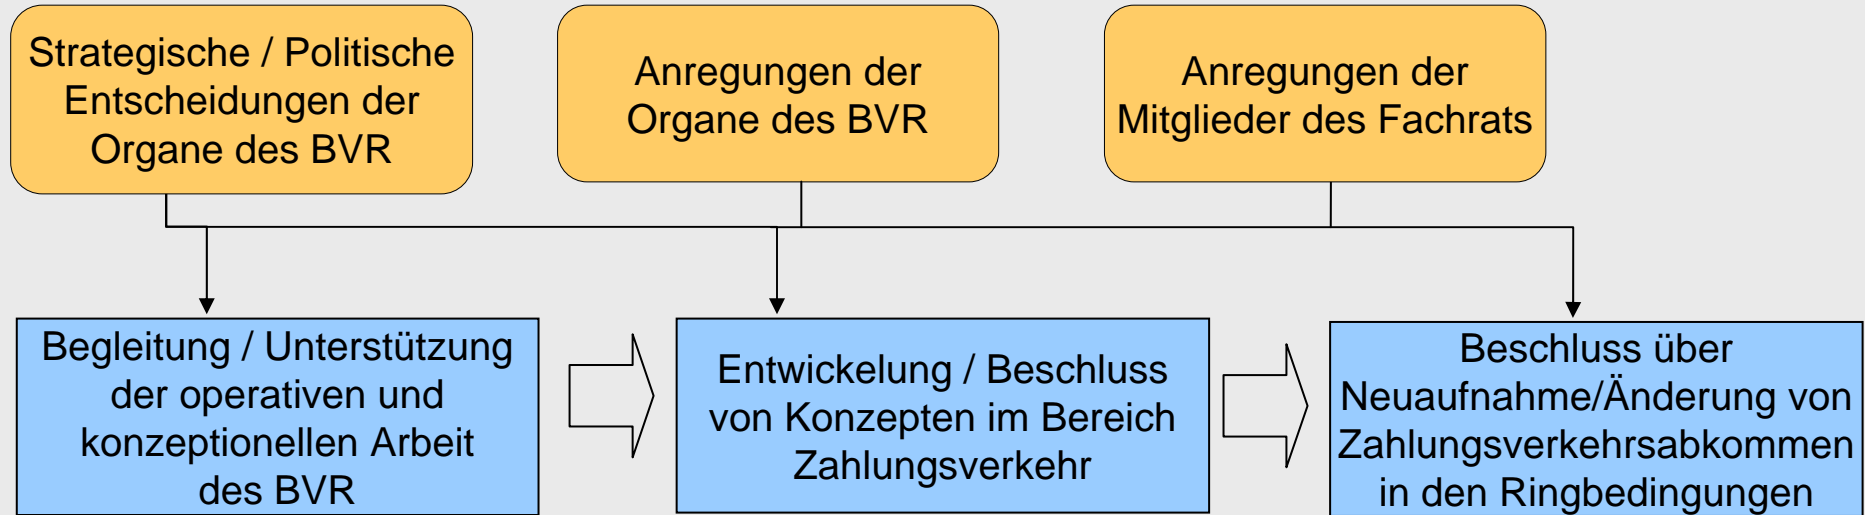 Strategische / Politische
Entscheidungen der
Organe des BVR
Anregungen der
Organe des BVR
Anregungen der
Mitglieder des Fachrats
Begleitung / Unterstützung
der operativen und
konzeptionellen Arbeit
des BVR
Entwickelung / Beschluss
von Konzepten im Bereich
Zahlungsverkehr
Beschluss über
Neuaufnahme/Änderung von
Zahlungsverkehrsabkommen
in den Ringbedingungen